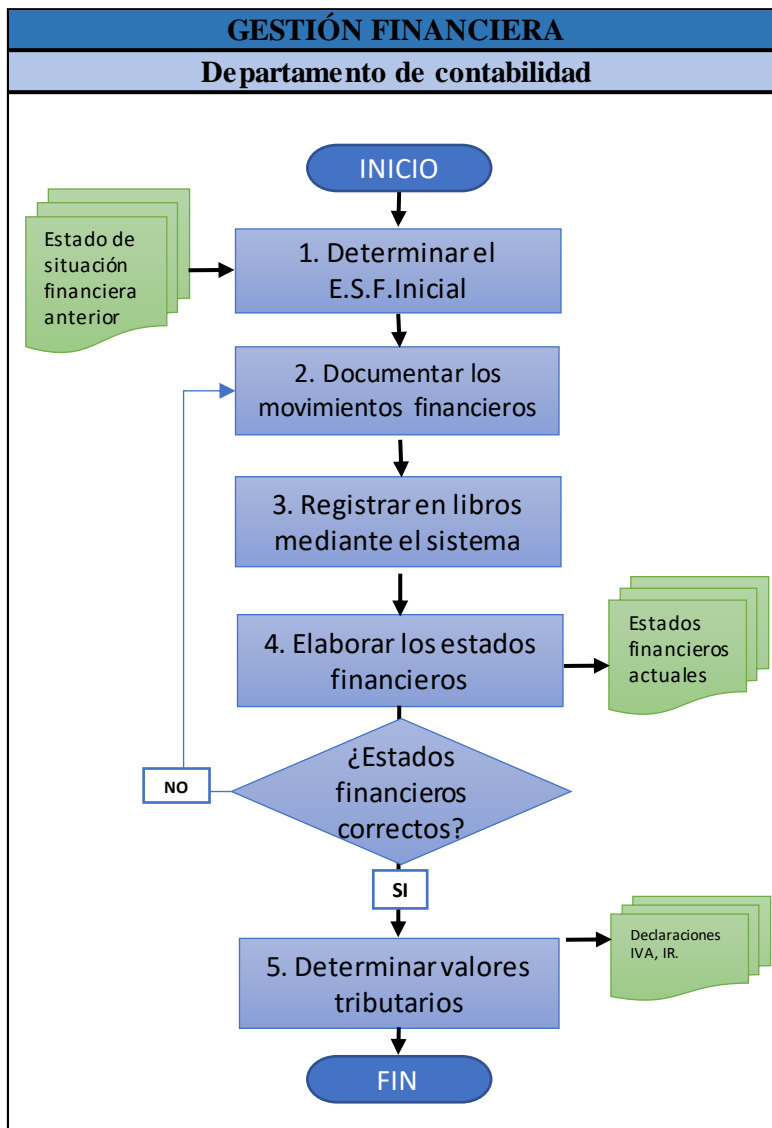 GESTIÓN FINANCIERA
Departamento de contabilidad
INICIO
Estado de
situación
financiera
anterior
1. Determinar el
E.S.F.Inicial
2. Documentar los
movimientos financieros
3. Registrar en libros
mediante el sistema
4. Elaborar los estados
financieros
Estados
financieros
actuales
¿Estados
financieros
correctos?
NO
SI
5. Determinar valores
tributarios
Declaraciones
IVA, IR.
FIN